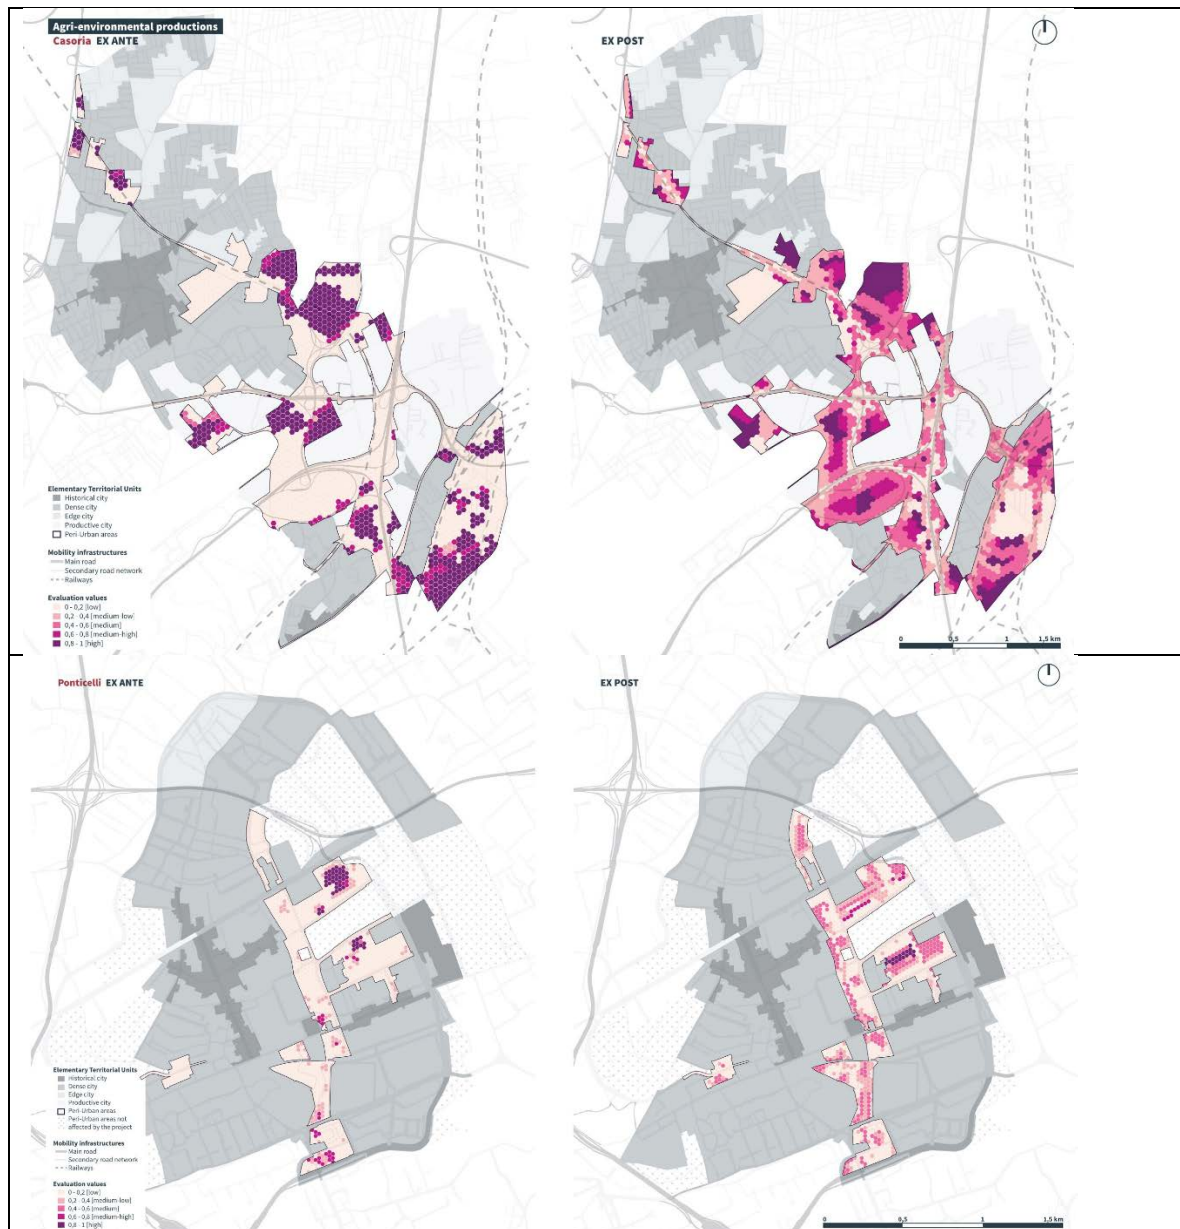 Agri-environmental productions
Casoria EX ANTE
EX POST
Elementary Territorial Units
Historical city
Dense city
Edge city
Productive city
Peri-Urban areas
Mobility infrastructures
Main road
Secondary road network
Railways
Evaluation values
0 - 0,2 [low]
0,2 - 0,4 [medium-low]
0,4 - 0,6 [medium]
0,6 - 0,8 [medium-high]
0,8 - 1 [high]
0 0,5 1 1,5 km
Ponticelli EX ANTE
EX POST
Elementary Territorial Units
Historical city
Dense city
Edge city
Productive city
Peri-Urban areas
Peri-Urban areas not
affected by the project
Mobility infrastructures
Main road
Secondary road network
Railways
Evaluation values
0 - 0,2 [low]
0,2 - 0,4 [medium-low]
0,4 - 0,6 [medium]
0,6 - 0,8 [medium-high]
0,8 - 1 [high]
0 0,5 1 1,5 km